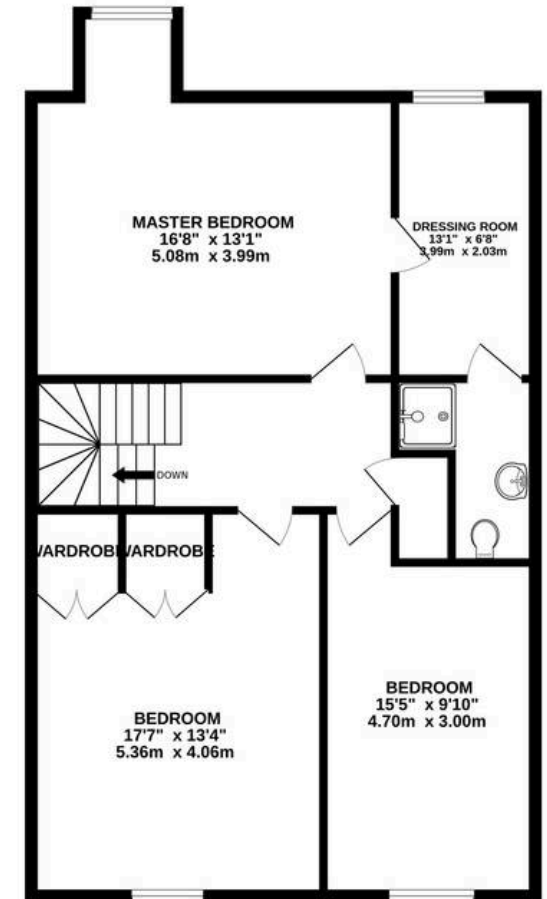 MASTER BEDROOM
16'8" x 13'1"
5.08m x 3.99m
DRESSING ROOM
13'1" x 6'8"
3.99m x 2.03m
DOWN
WARDROBE
WARDROBE
BEDROOM
17'7" x 13'4"
5.36m x 4.06m
BEDROOM
15'5" x 9'10"
4.70m x 3.00m